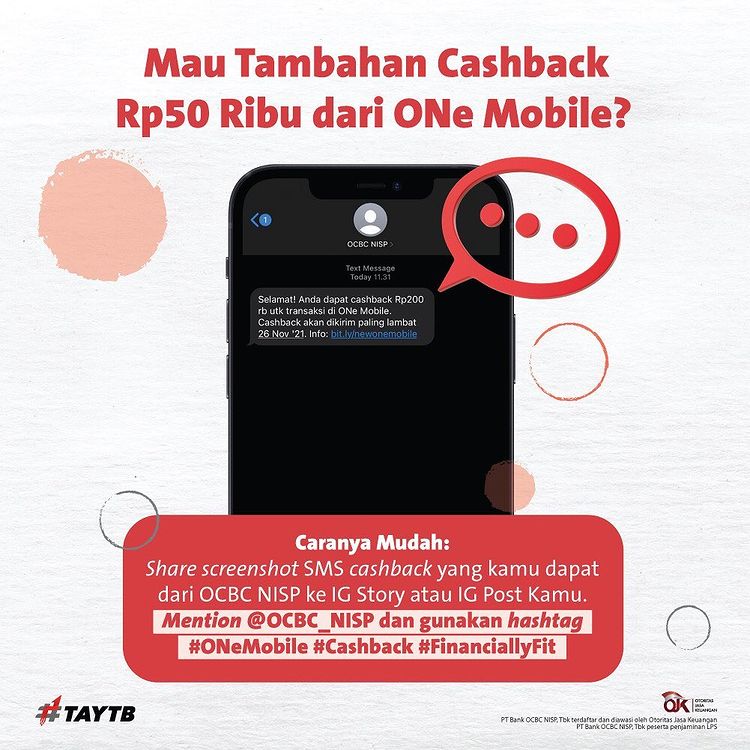 Mau Tambahan Cashback
Rp50 Ribu dari ONe Mobile?
1
OCBC NISP
Text Message
Today 11.31
Selamat! Anda dapat cashback Rp200
rb utk transaksi di ONe Mobile.
Cashback akan dikirim paling lambat
26 Nov '21. Info: bit.ly/newonemobile
Caranya Mudah:
Share screenshot SMS cashback yang kamu dapat
dari OCBC NISP ke IG Story atau IG Post Kamu.
Mention @OCBC_NISP dan gunakan hashtag
#ONeMobile #Cashback #FinanciallyFit
#TAYTB
OJK OTORITAS
JASA
KEUANGAN
PT Bank OCBC NISP, Tbk terdaftar dan diawasi oleh Otoritas Jasa Keuangan
PT Bank OCBC NISP, Tbk peserta penjaminan LPS